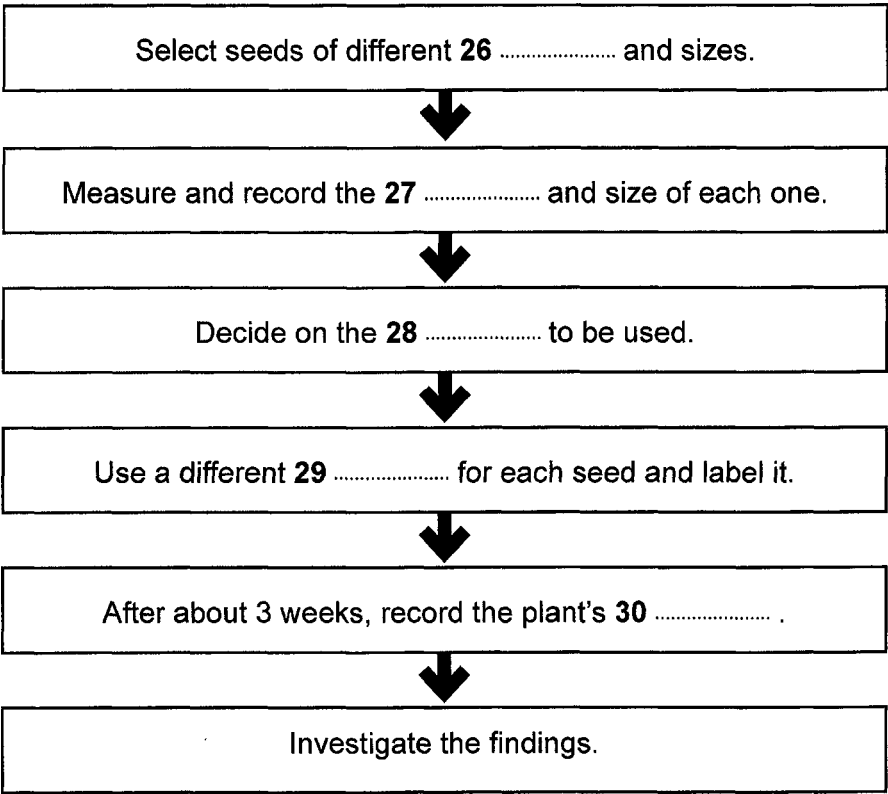 Select seeds of different 26 ...................... and sizes.
Measure and record the 27 ...................... and size of each one.
Decide on the 28 ...................... to be used.
Use a different 29 ...................... for each seed and label it.
After about 3 weeks, record the plant's 30 ...................... .
Investigate the findings.